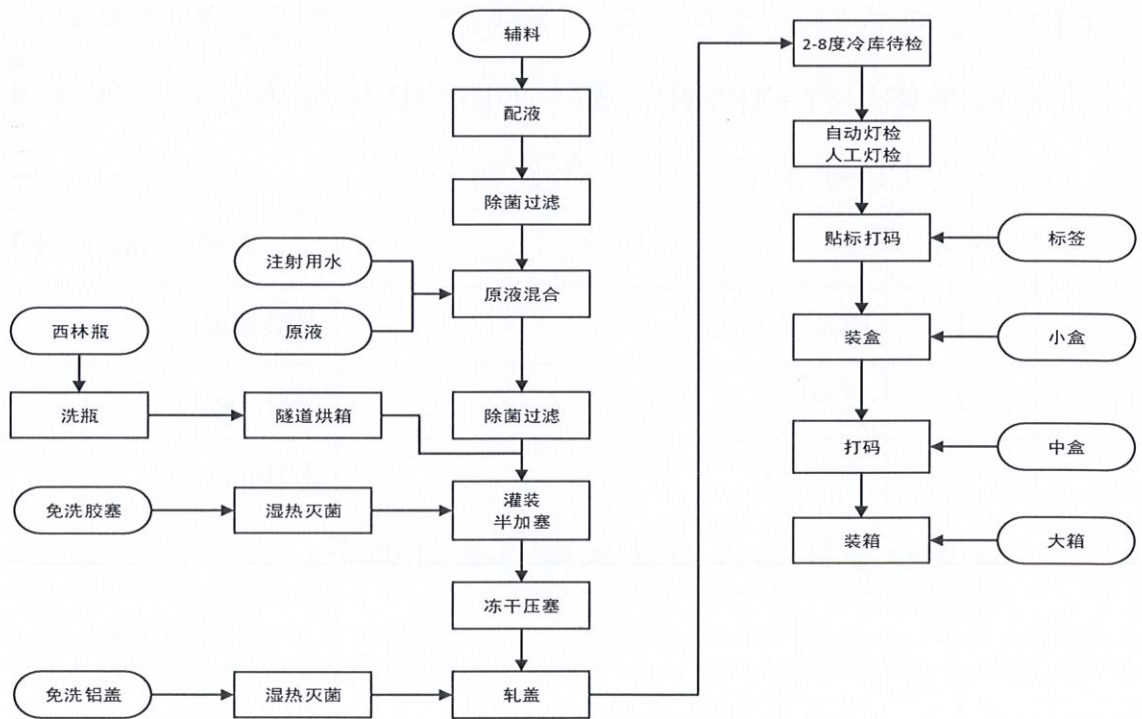 辅料
配液
除菌过滤
注射用水
原液
原液混合
西林瓶
洗瓶
隧道烘箱
除菌过滤
免洗胶塞
湿热灭菌
灌装
半加塞
冻干压塞
免洗铝盖
湿热灭菌
轧盖
2-8度冷库待检
自动灯检
人工灯检
贴标打码
标签
装盒
小盒
打码
中盒
装箱
大箱